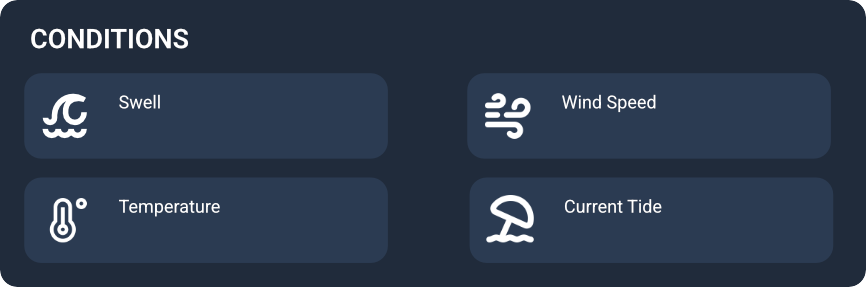 CONDITIONS
Swell
Wind Speed
Temperature
Current Tide